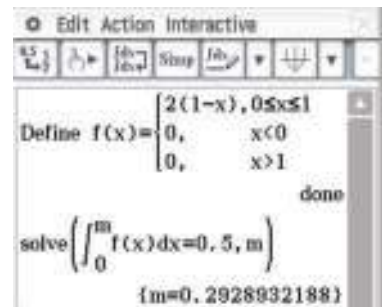 Edit Action Interactive
Simp
Define f(x)={2(1-x),0≤x≤1
0, x<0
0, x>1
done
solve(∫₀ᵐ f(x)dx=0.5,m)
{m=0.2928932188}